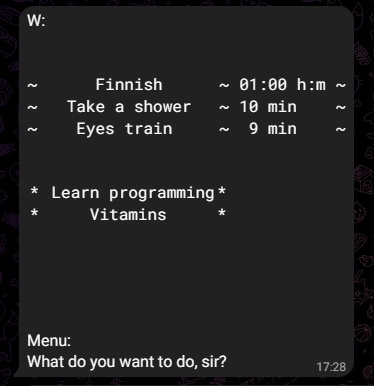 W:
~ Finnish ~ 01:00 h:m ~
~ Take a shower ~ 10 min ~
~ Eyes train ~ 9 min ~
* Learn programming *
* Vitamins *
Menu:
What do you want to do, sir?
17:28